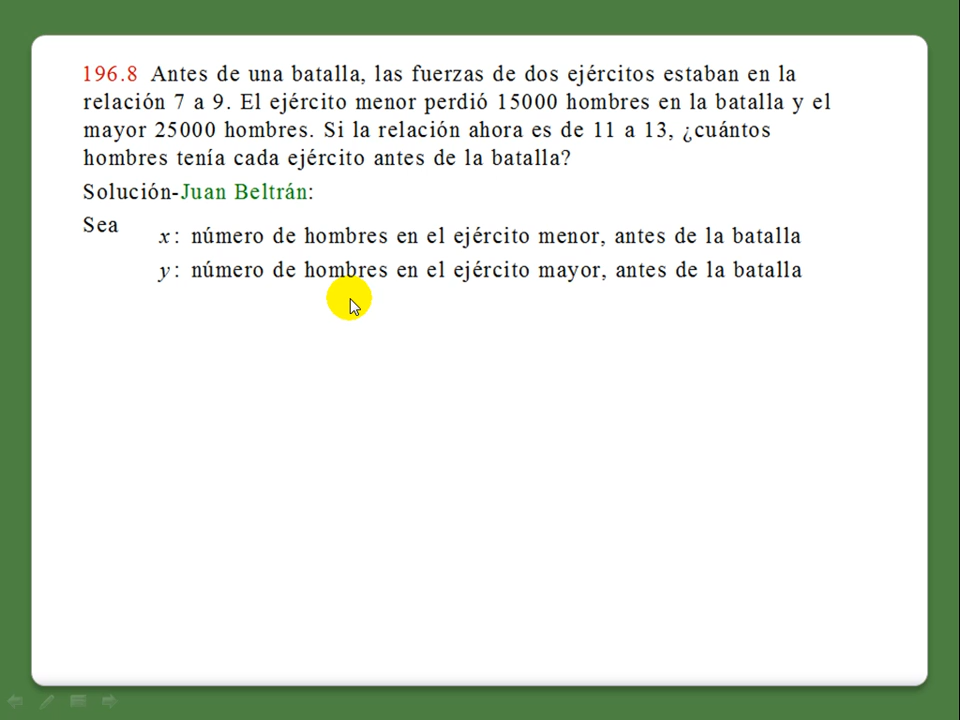 196.8 Antes de una batalla, las fuerzas de dos ejércitos estaban en la
relación 7 a 9. El ejército menor perdió 15000 hombres en la batalla y el
mayor 25000 hombres. Si la relación ahora es de 11 a 13, ¿cuántos
hombres tenía cada ejército antes de la batalla?
Solución-Juan Beltrán:
Sea
x: número de hombres en el ejército menor, antes de la batalla
y: número de hombres en el ejército mayor, antes de la batalla